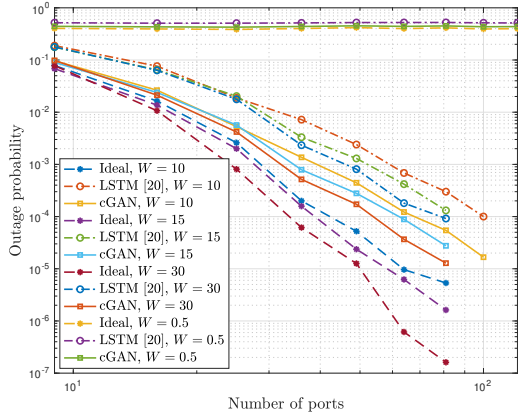 10^0
10^-1
10^-2
10^-3
10^-4
10^-5
10^-6
10^-7
Outage probability
Ideal, W = 10
LSTM [20], W = 10
cGAN, W = 10
Ideal, W = 15
LSTM [20], W = 15
cGAN, W = 15
Ideal, W = 30
LSTM [20], W = 30
cGAN, W = 30
Ideal, W = 0.5
LSTM [20], W = 0.5
cGAN, W = 0.5
10^1
10^2
Number of ports